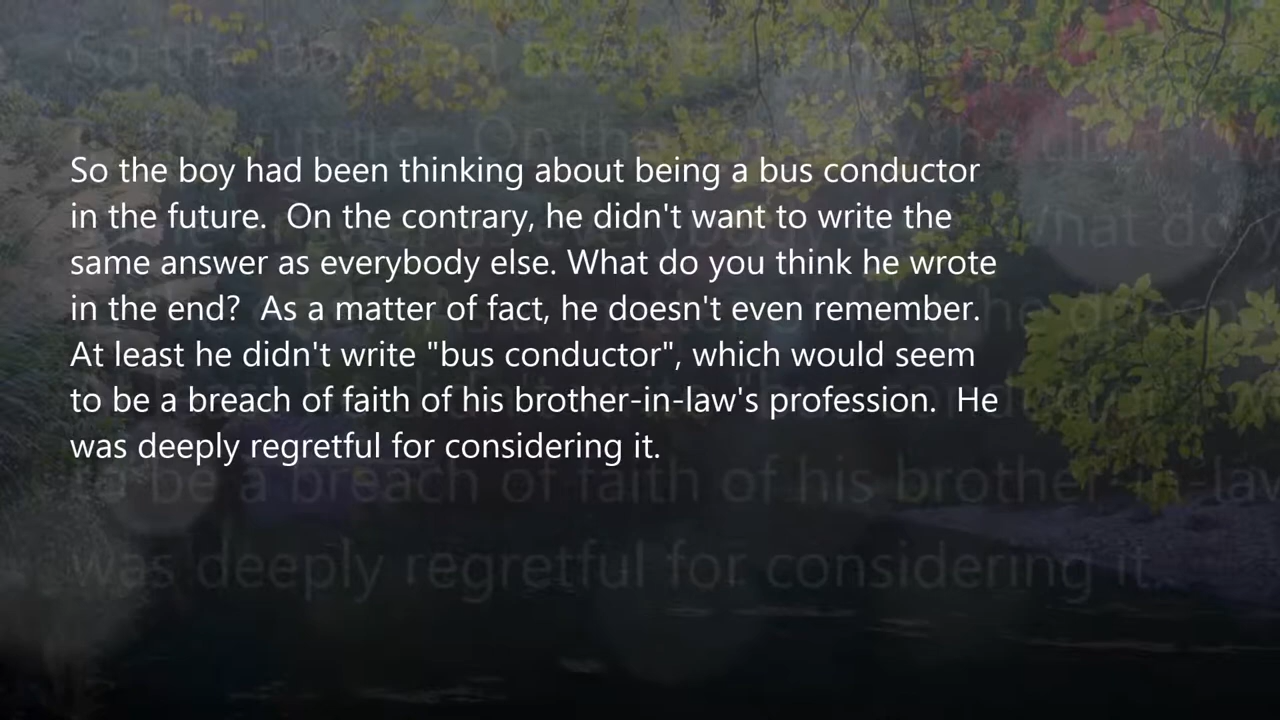 So the boy had been thinking about being a bus conductor
in the future.  On the contrary, he didn't want to write the
same answer as everybody else. What do you think he wrote
in the end?  As a matter of fact, he doesn't even remember.
At least he didn't write "bus conductor", which would seem
to be a breach of faith of his brother-in-law's profession.  He
was deeply regretful for considering it.